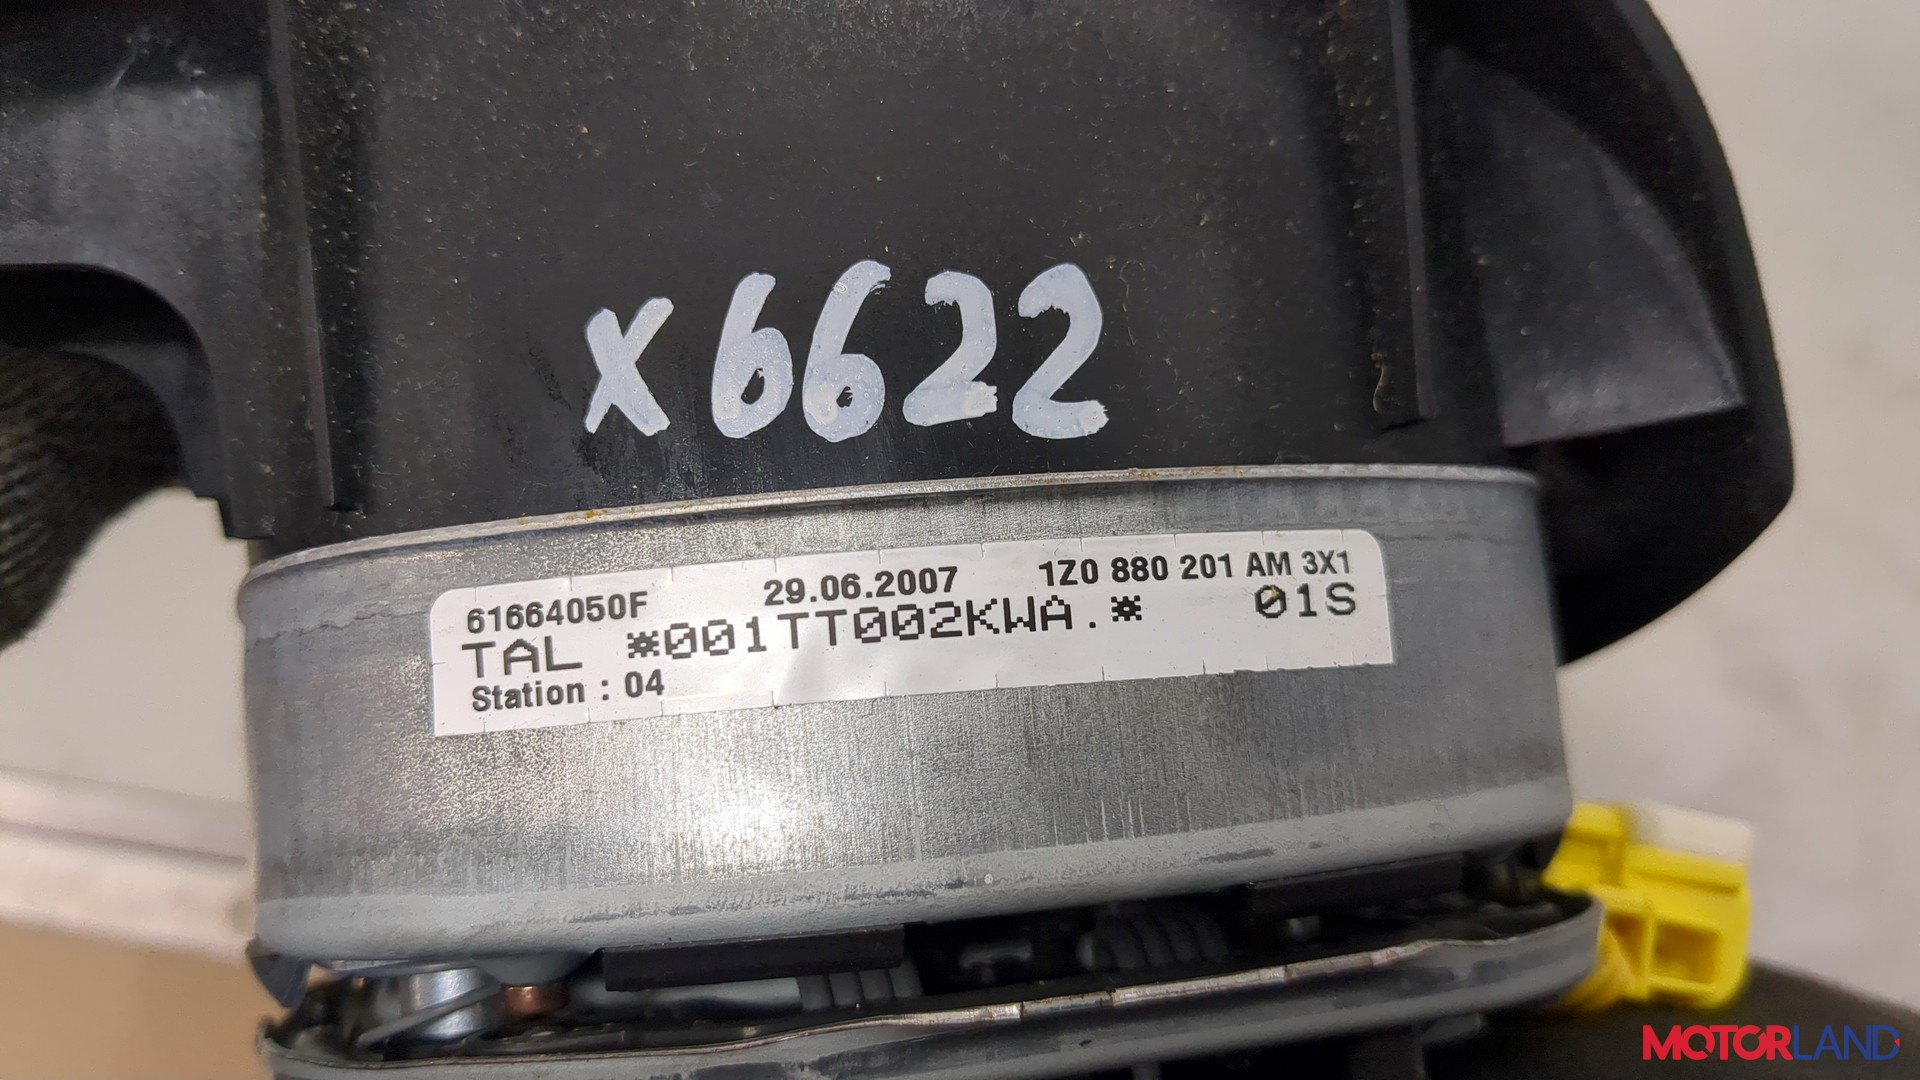 x6622
61664050F 29.06.2007 1Z0 880 201 AM 3X1
TAL *001TT002KWA.* 01S
Station : 04
MOTORLAND